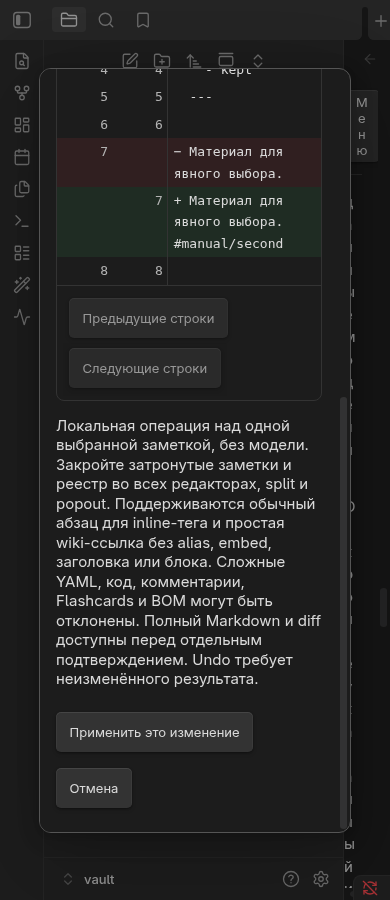 4 4 - kept
5 5 ---
6 6
7 − Материал для
явного выбора.
7 + Материал для
явного выбора.
#manual/second
8 8
Предыдущие строки
Следующие строки
Локальная операция над одной
выбранной заметкой, без модели.
Закройте затронутые заметки и
реестр во всех редакторах, split и
popout. Поддерживаются обычный
абзац для inline-тега и простая
wiki-ссылка без alias, embed,
заголовка или блока. Сложные
YAML, код, комментарии,
Flashcards и BOM могут быть
отклонены. Полный Markdown и diff
доступны перед отдельным
подтверждением. Undo требует
неизменённого результата.
Применить это изменение
Отмена
vault
М
е
н
ю